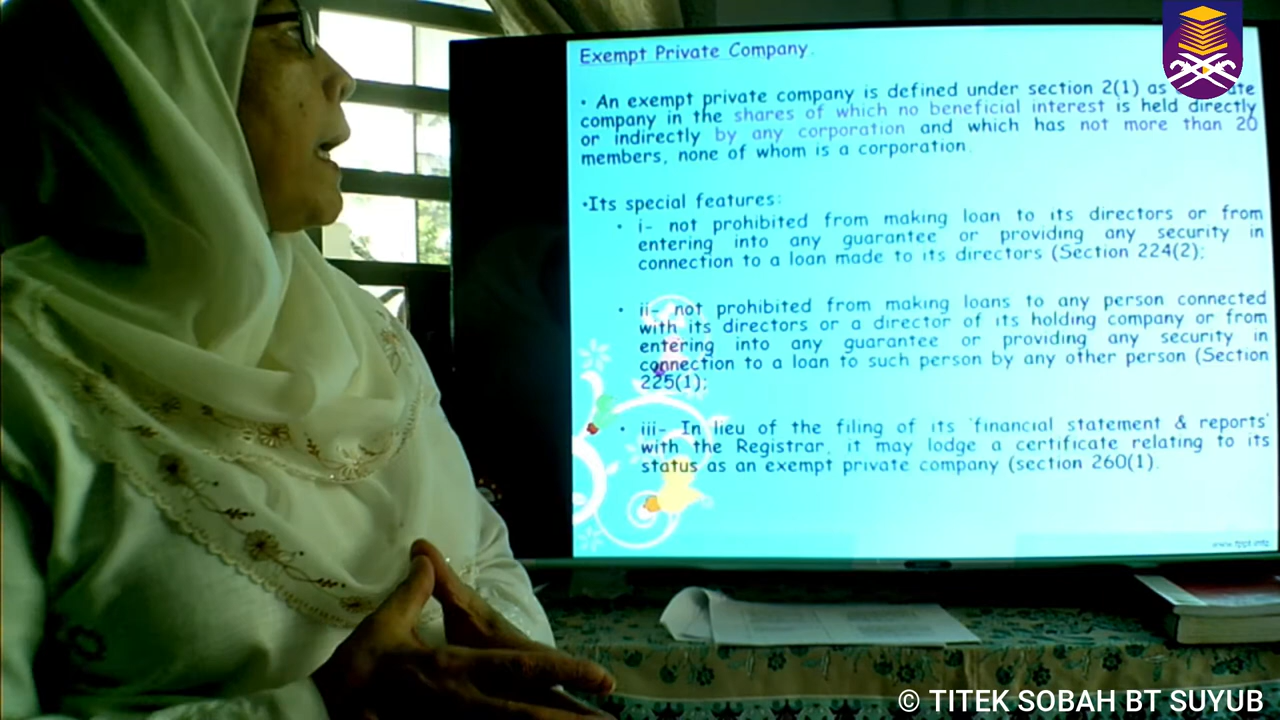 Exempt Private Company.
• An exempt private company is defined under section 2(1) as
company in the shares of which no beneficial interest is held directly
or indirectly by any corporation and which has not more than 20
members, none of whom is a corporation.
•Its special features:
• i- not prohibited from making loan to its directors or from
entering into any guarantee or providing any security in
connection to a loan made to its directors (Section 224(2);
• ii- not prohibited from making loans to any person connected
with its directors or a director of its holding company or from
entering into any guarantee or providing any security in
connection to a loan to such person by any other person (Section
225(1);
• iii- In lieu of the filing of its 'financial statement & reports'
with the Registrar, it may lodge a certificate relating to its
status as an exempt private company (section 260(1).
www.fppt.info
© TITEK SOBAH BT SUYUB